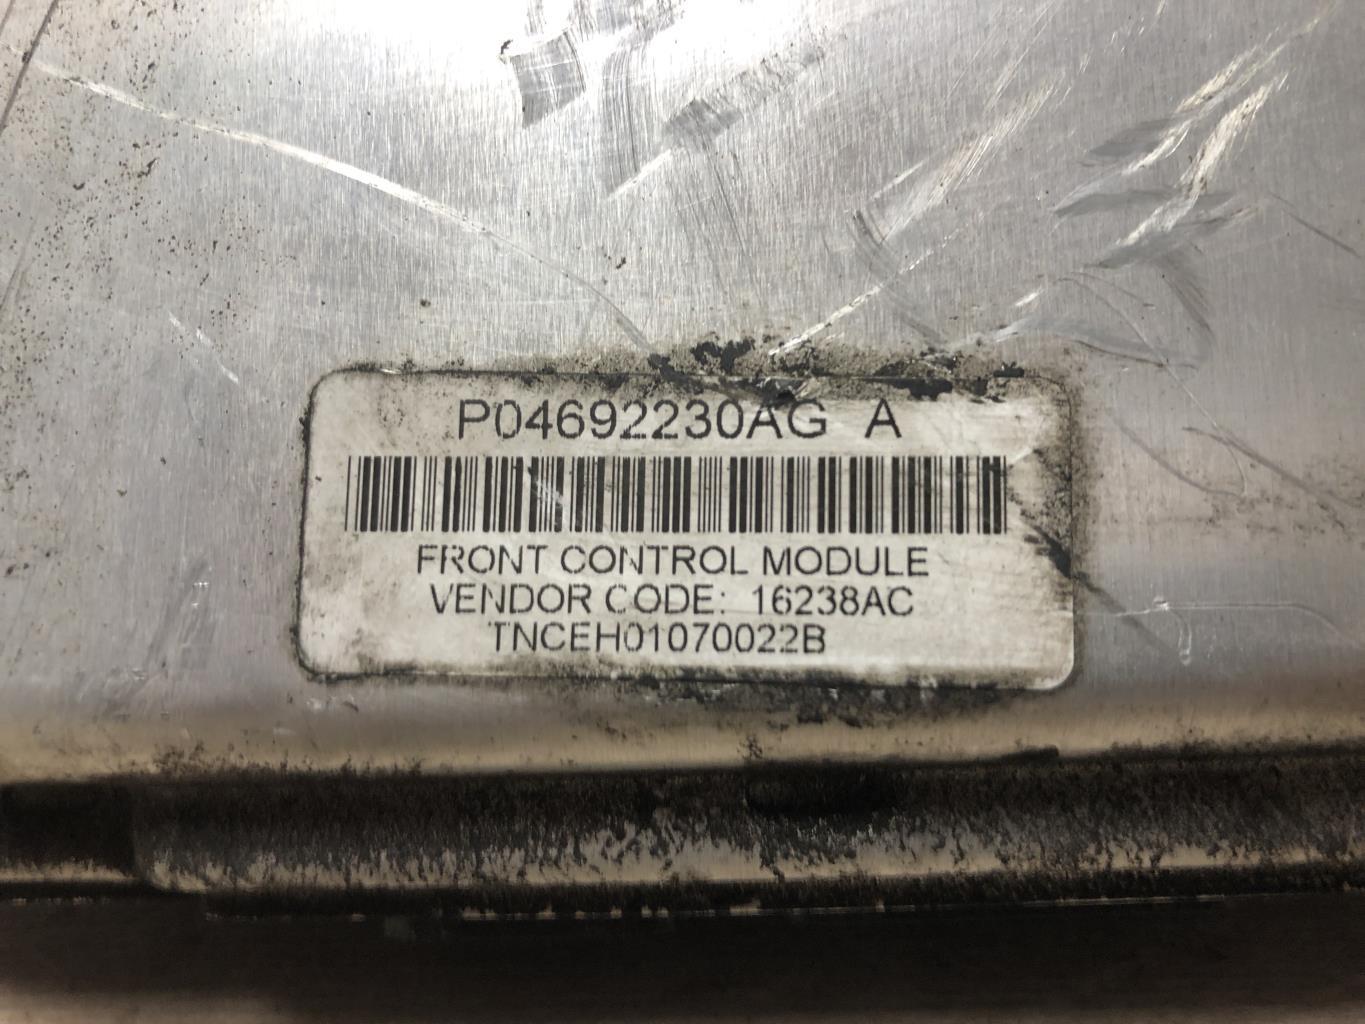 P04692230AG A
FRONT CONTROL MODULE
VENDOR CODE: 16238AC
TNCEH01070022B